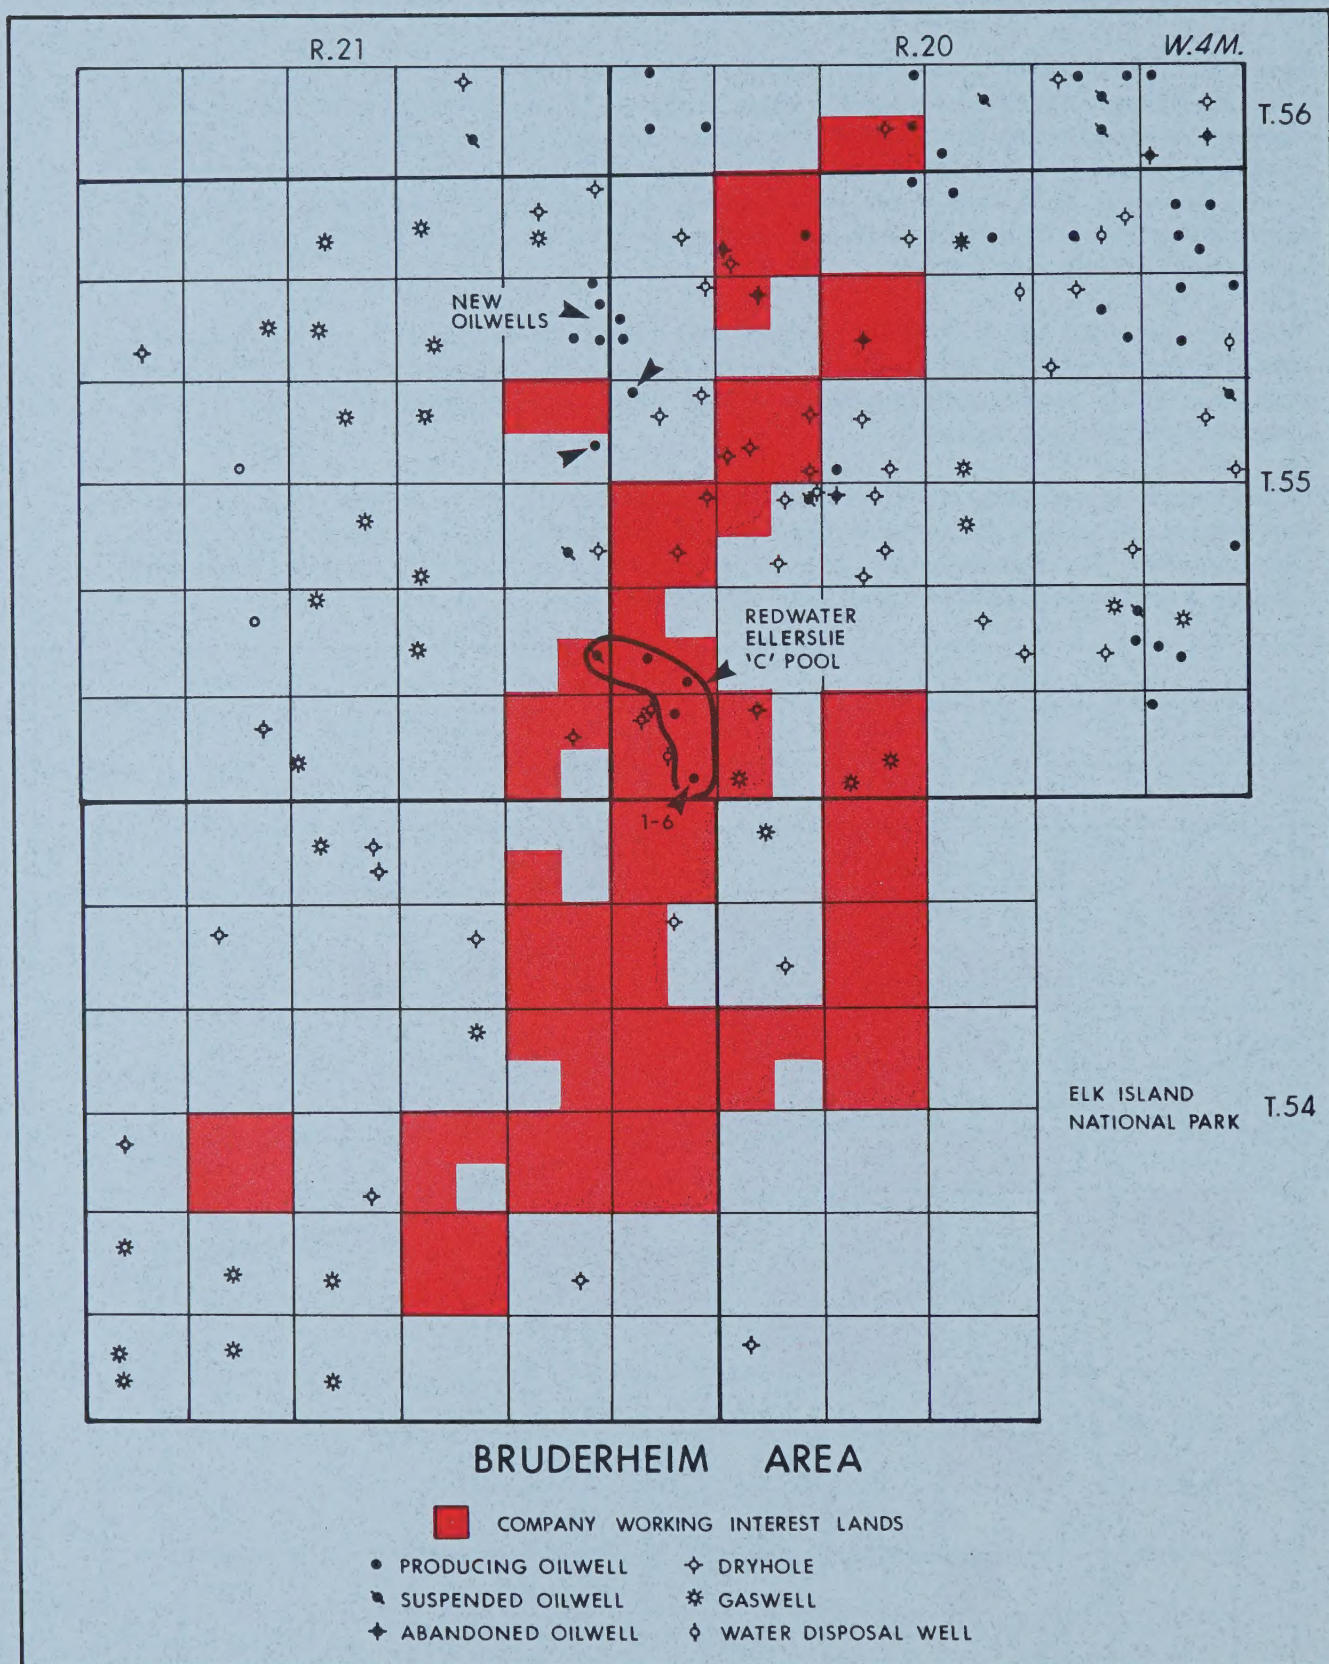 R.21
R.20
W.4M.
T.56
NEW
OILWELLS
T.55
REDWATER
ELLERSLIE
'C' POOL
1-6
ELK ISLAND
NATIONAL PARK
T.54
BRUDERHEIM AREA
COMPANY WORKING INTEREST LANDS
PRODUCING OILWELL
DRYHOLE
SUSPENDED OILWELL
GASWELL
ABANDONED OILWELL
WATER DISPOSAL WELL